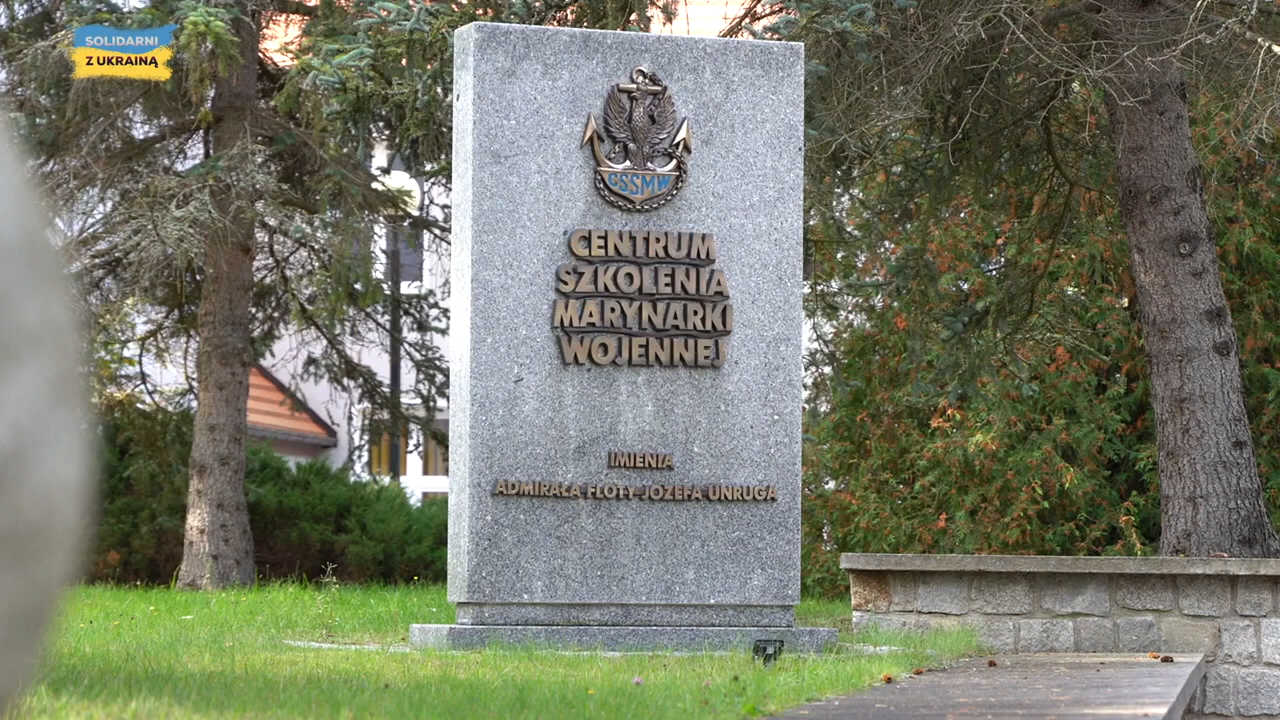 SOLIDARNI
Z UKRAINĄ
CSSMW
CENTRUM
SZKOLENIA
MARYNARKI
WOJENNEJ
IMIENIA
ADMIRAŁA FLOTY JÓZEFA UNRUGA